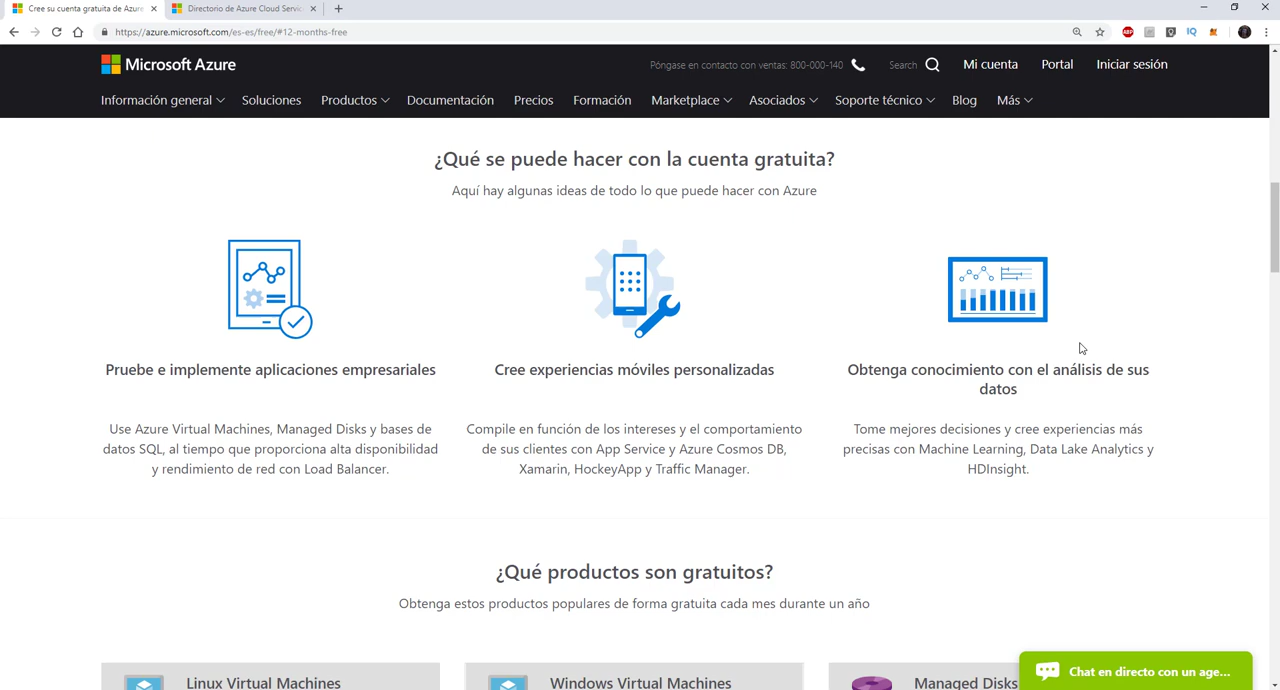 Cree su cuenta gratuita de Azure
Directorio de Azure Cloud Servic
https://azure.microsoft.com/es-es/free/#12-months-free
ABP
IQ
Microsoft Azure
Póngase en contacto con ventas: 800-000-140
Search
Mi cuenta
Portal
Iniciar sesión
Información general
Soluciones
Productos
Documentación
Precios
Formación
Marketplace
Asociados
Soporte técnico
Blog
Más
¿Qué se puede hacer con la cuenta gratuita?
Aquí hay algunas ideas de todo lo que puede hacer con Azure
Pruebe e implemente aplicaciones empresariales
Use Azure Virtual Machines, Managed Disks y bases de
datos SQL, al tiempo que proporciona alta disponibilidad
y rendimiento de red con Load Balancer.
Cree experiencias móviles personalizadas
Compile en función de los intereses y el comportamiento
de sus clientes con App Service y Azure Cosmos DB,
Xamarin, HockeyApp y Traffic Manager.
Obtenga conocimiento con el análisis de sus
datos
Tome mejores decisiones y cree experiencias más
precisas con Machine Learning, Data Lake Analytics y
HDInsight.
¿Qué productos son gratuitos?
Obtenga estos productos populares de forma gratuita cada mes durante un año
Linux Virtual Machines
Windows Virtual Machines
Managed Disks
Chat en directo con un age...